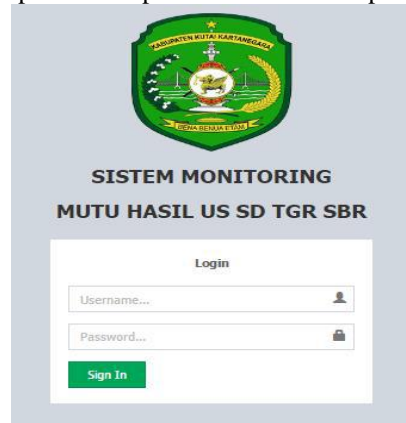 KABUPATEN KUTAI KARTANEGARA
BENA BENUA ETAM
SISTEM MONITORING
MUTU HASIL US SD TGR SBR
Login
Username...
Password...
Sign In